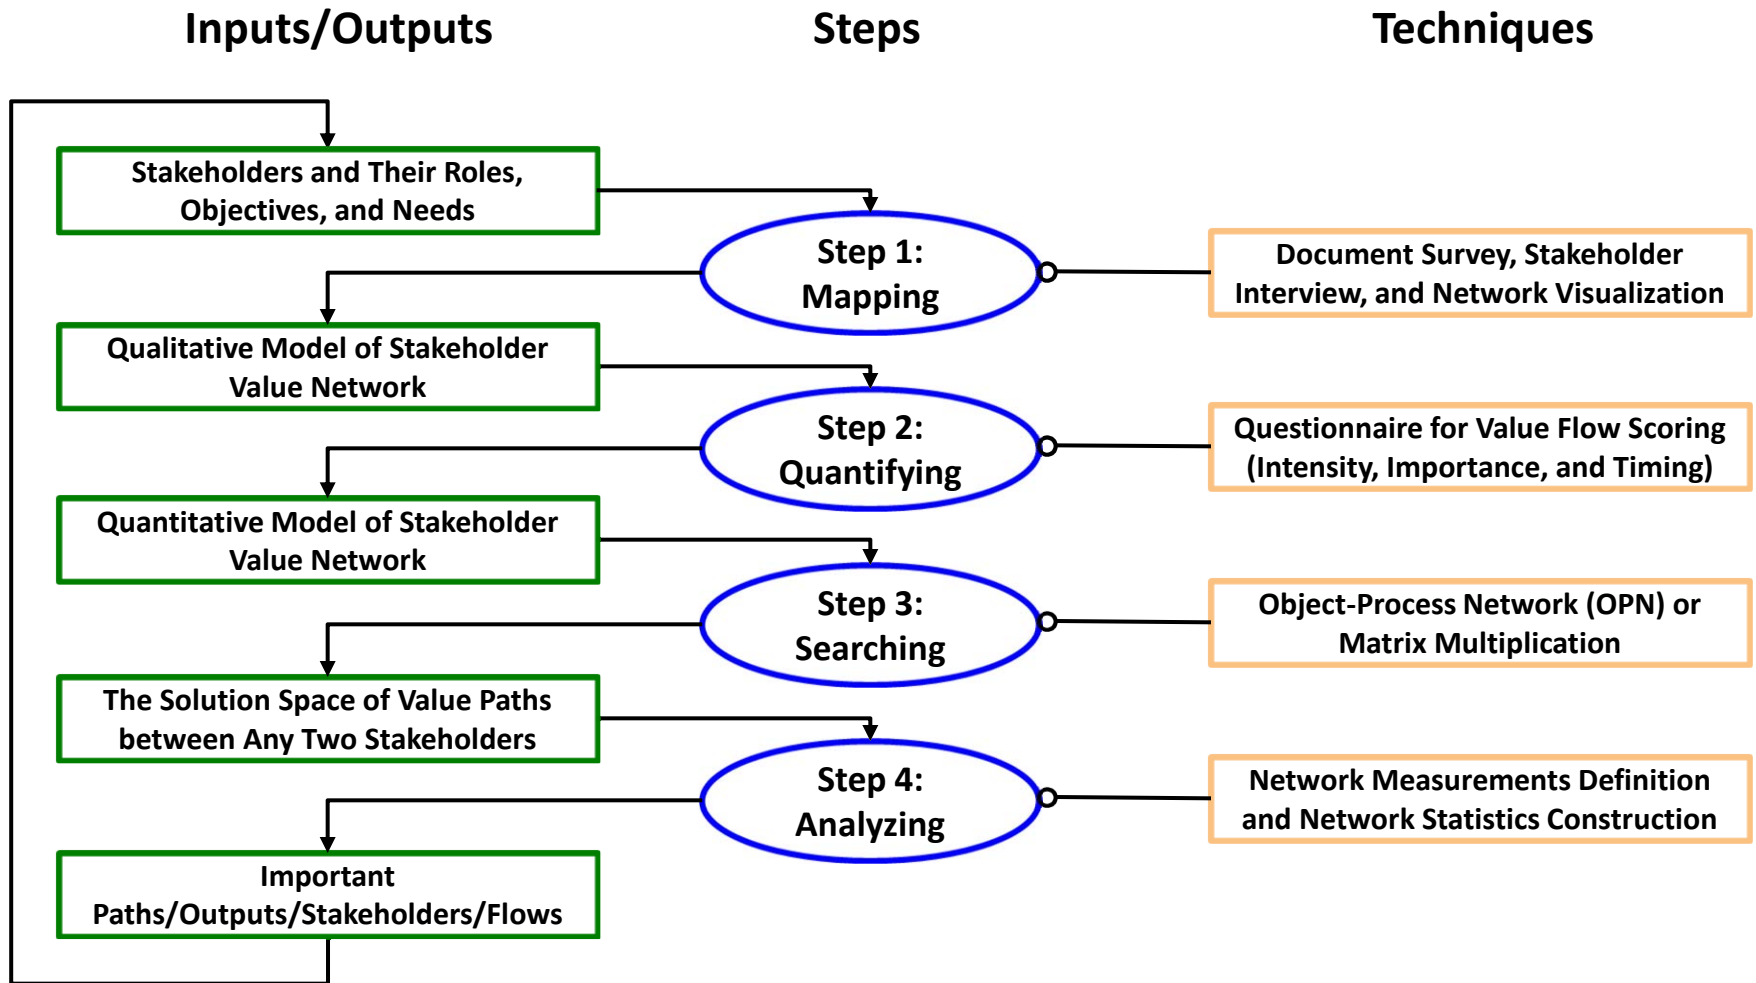 Inputs/Outputs
Steps
Techniques
Stakeholders and Their Roles,
Objectives, and Needs
Step 1:
Mapping
Document Survey, Stakeholder
Interview, and Network Visualization
Qualitative Model of Stakeholder
Value Network
Step 2:
Quantifying
Questionnaire for Value Flow Scoring
(Intensity, Importance, and Timing)
Quantitative Model of Stakeholder
Value Network
Step 3:
Searching
Object-Process Network (OPN) or
Matrix Multiplication
The Solution Space of Value Paths
between Any Two Stakeholders
Step 4:
Analyzing
Network Measurements Definition
and Network Statistics Construction
Important
Paths/Outputs/Stakeholders/Flows